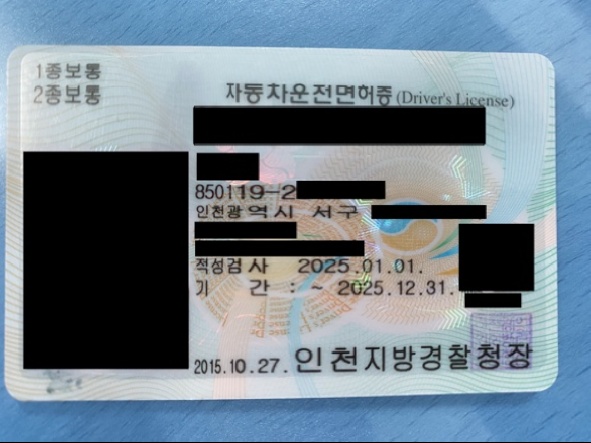 1종보통
2종보통
자동차운전면허증 (Driver's License)
850119-2
인천광역시 서구
적성검사 2025.01.01.
기 간 : ~ 2025.12.31.
2015.10.27. 인천지방경찰청장